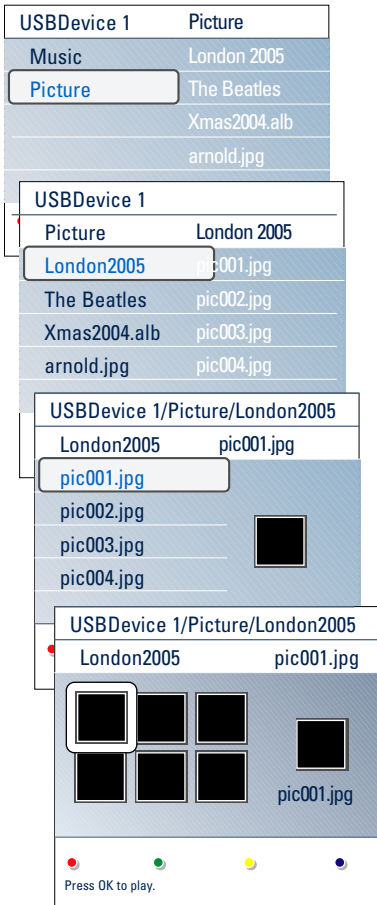 USBDevice 1 Picture
Music London 2005
Picture The Beatles
Xmas2004.alb
arnold.jpg
USBDevice 1
Picture London 2005
London2005 pic001.jpg
The Beatles pic002.jpg
Xmas2004.alb pic003.jpg
arnold.jpg pic004.jpg
USBDevice 1/Picture/London2005
London2005 pic001.jpg
pic001.jpg
pic002.jpg
pic003.jpg
pic004.jpg
USBDevice 1/Picture/London2005
London2005 pic001.jpg
pic001.jpg
Press OK to play.